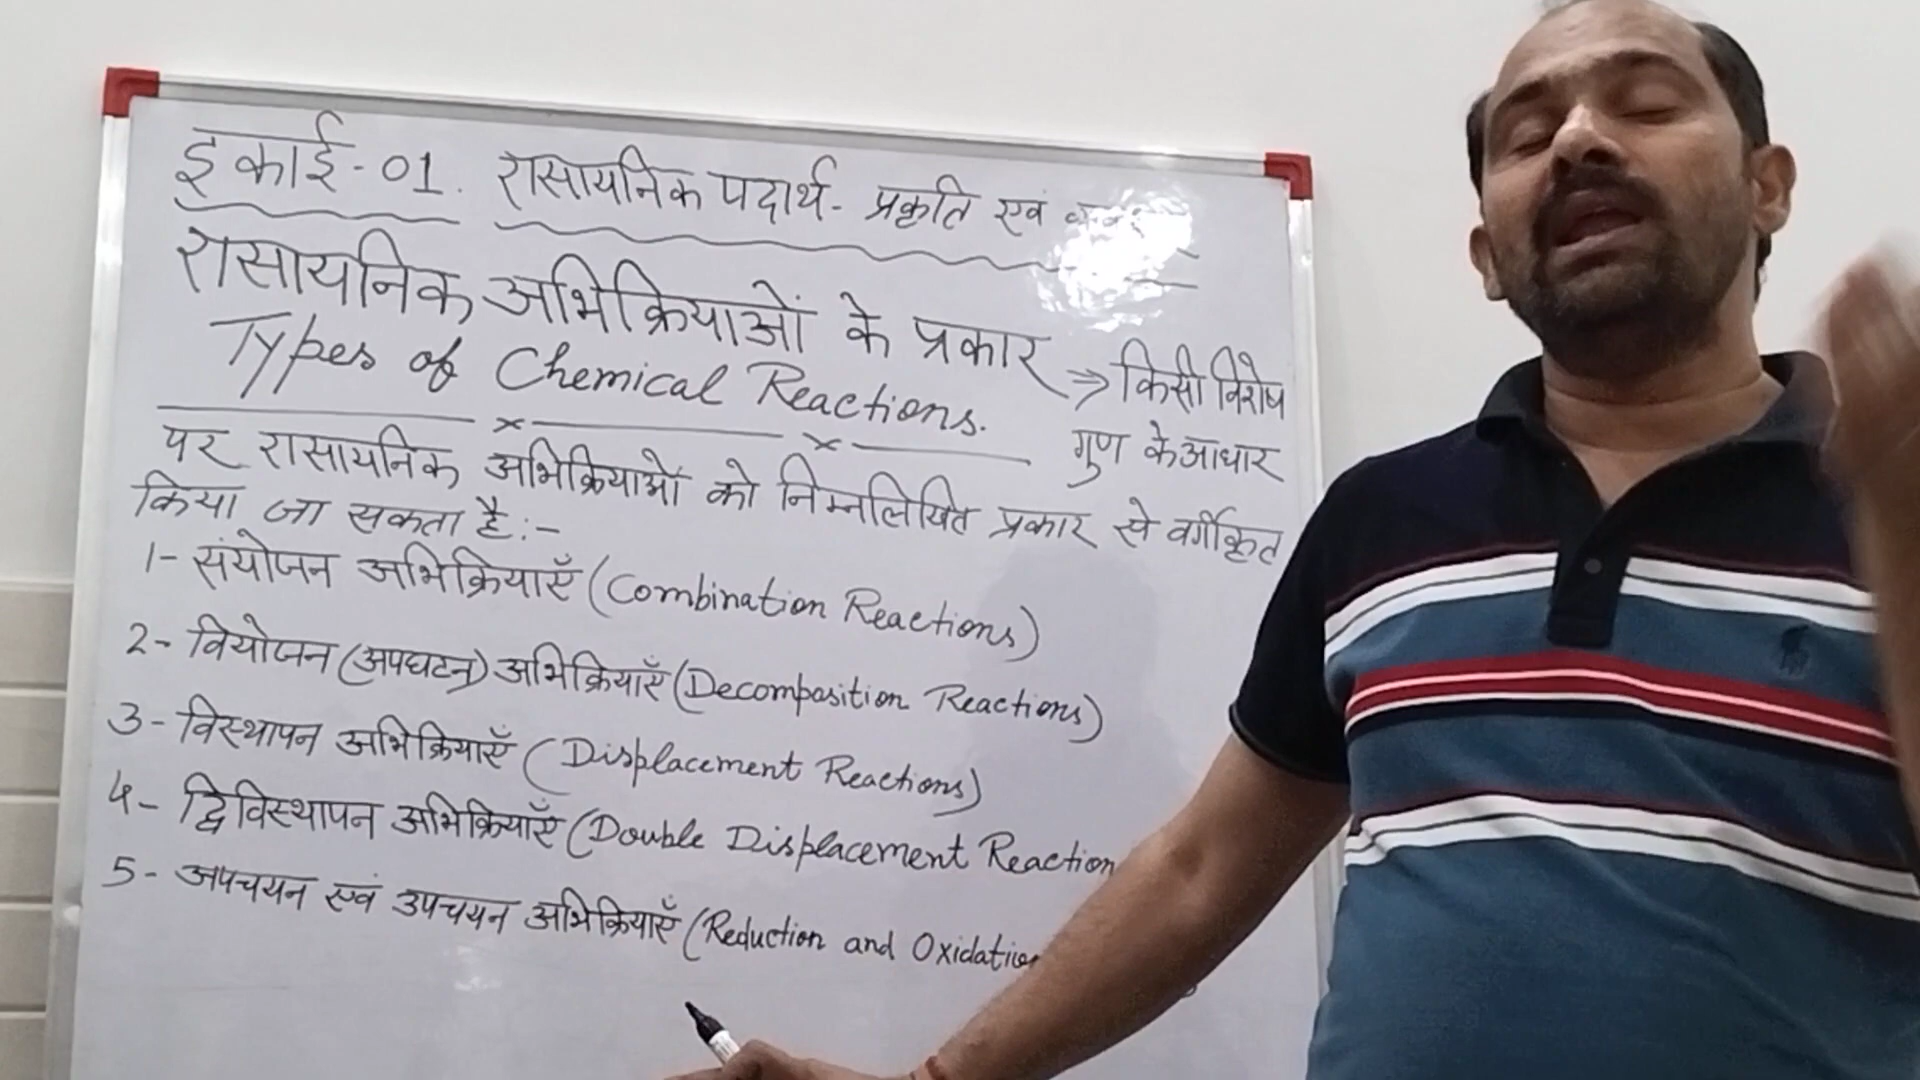 इकाई-01. रासायनिक पदार्थ- प्रकृति एवं
रासायनिक अभिक्रियाओं के प्रकार
Types of Chemical Reactions.
⇒ किसी विशेष
गुण के आधार
पर रासायनिक अभिक्रियाओं को निम्नलिखित प्रकार से वर्गीकृत
किया जा सकता है:-
1- संयोजन अभिक्रियाएँ (Combination Reactions)
2- वियोजन (अपघटन) अभिक्रियाएँ (Decomposition Reactions)
3- विस्थापन अभिक्रियाएँ (Displacement Reactions)
4- द्विविस्थापन अभिक्रियाएँ (Double Displacement Reaction
5- अपचयन एवं उपचयन अभिक्रियाएँ (Reduction and Oxidation